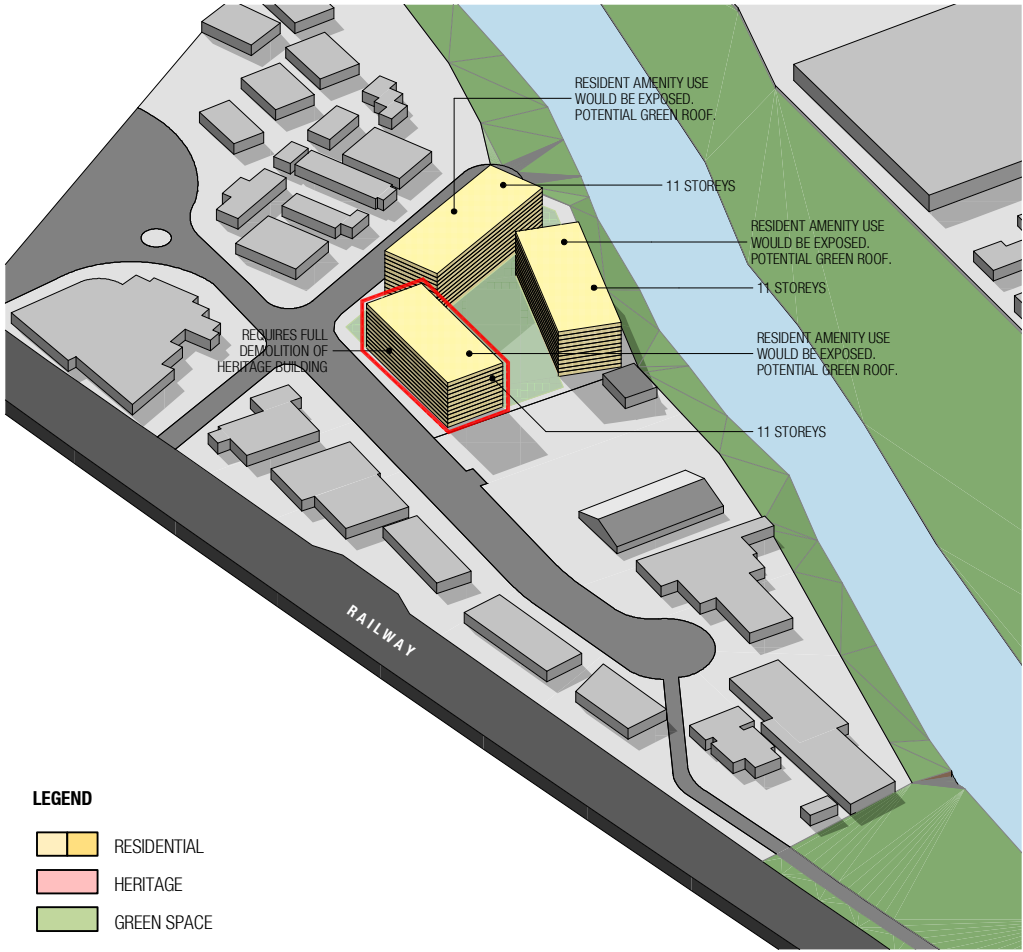 RESIDENT AMENITY USE
WOULD BE EXPOSED.
POTENTIAL GREEN ROOF.
11 STOREYS
RESIDENT AMENITY USE
WOULD BE EXPOSED.
POTENTIAL GREEN ROOF.
11 STOREYS
REQUIRES FULL
DEMOLITION OF
HERITAGE BUILDING
RESIDENT AMENITY USE
WOULD BE EXPOSED.
POTENTIAL GREEN ROOF.
11 STOREYS
RAILWAY
LEGEND
RESIDENTIAL
HERITAGE
GREEN SPACE